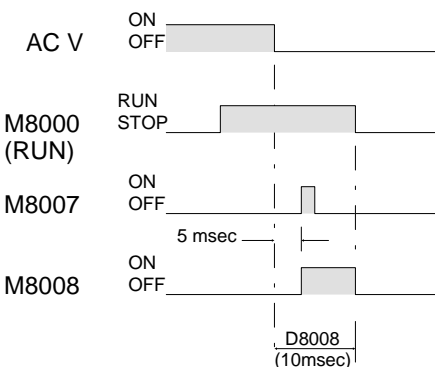 AC V
ON
OFF
M8000
(RUN)
RUN
STOP
M8007
ON
OFF
5 msec
M8008
ON
OFF
D8008
(10msec)